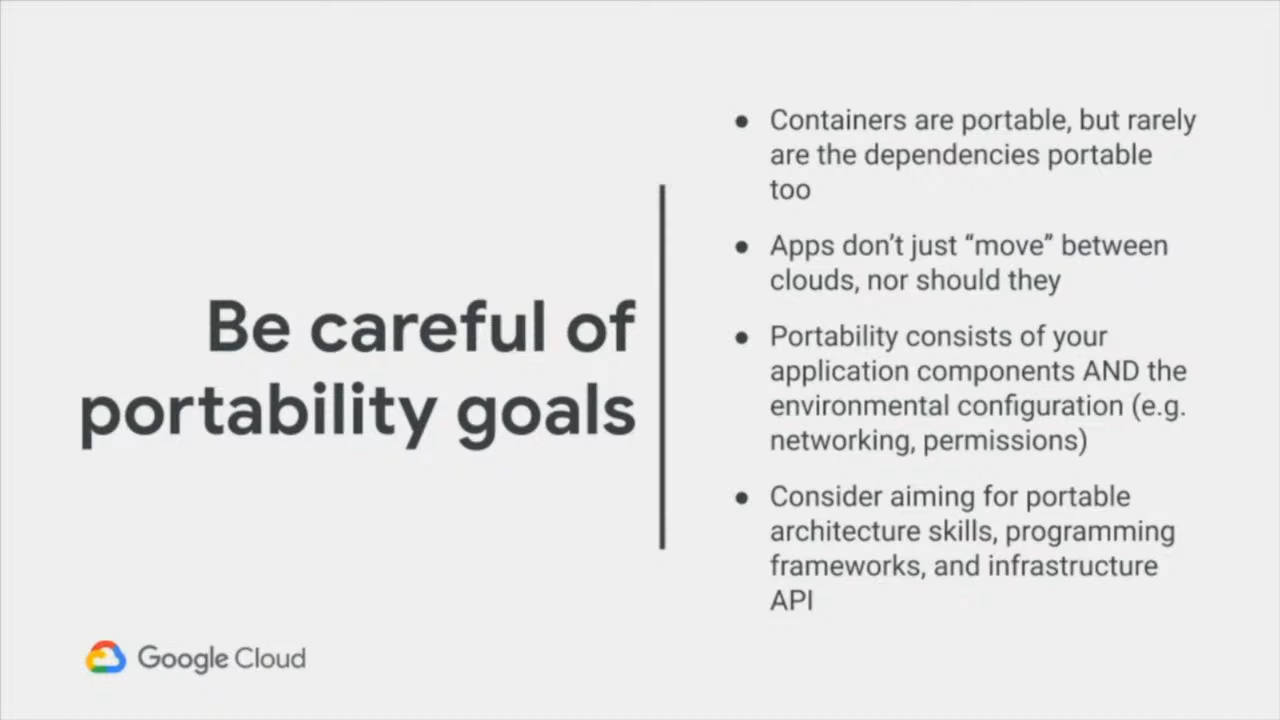 Be careful of
portability goals
● Containers are portable, but rarely
are the dependencies portable
too
● Apps don’t just “move” between
clouds, nor should they
● Portability consists of your
application components AND the
environmental configuration (e.g.
networking, permissions)
● Consider aiming for portable
architecture skills, programming
frameworks, and infrastructure
API
Google Cloud